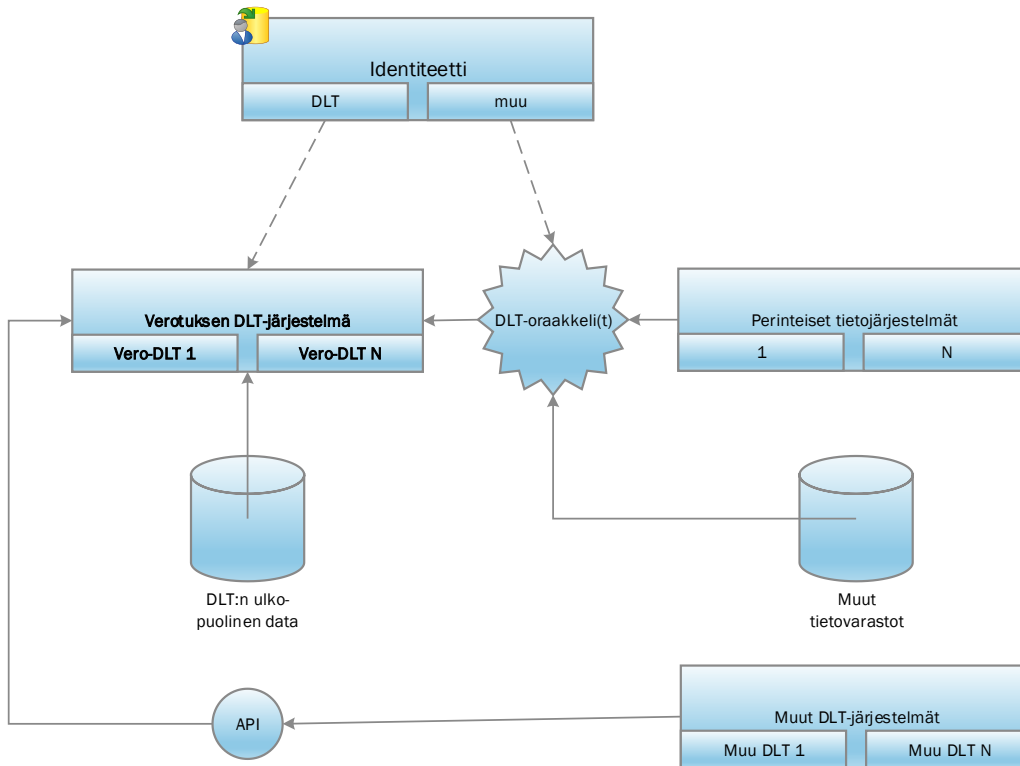 Identiteetti
DLT
muu
Verotuksen DLT-järjestelmä
Vero-DLT 1
Vero-DLT N
DLT-oraakkeli(t)
Perinteiset tietojärjestelmät
1
N
DLT:n ulko-
puolinen data
Muut
tietovarastot
API
Muut DLT-järjestelmät
Muu DLT 1
Muu DLT N